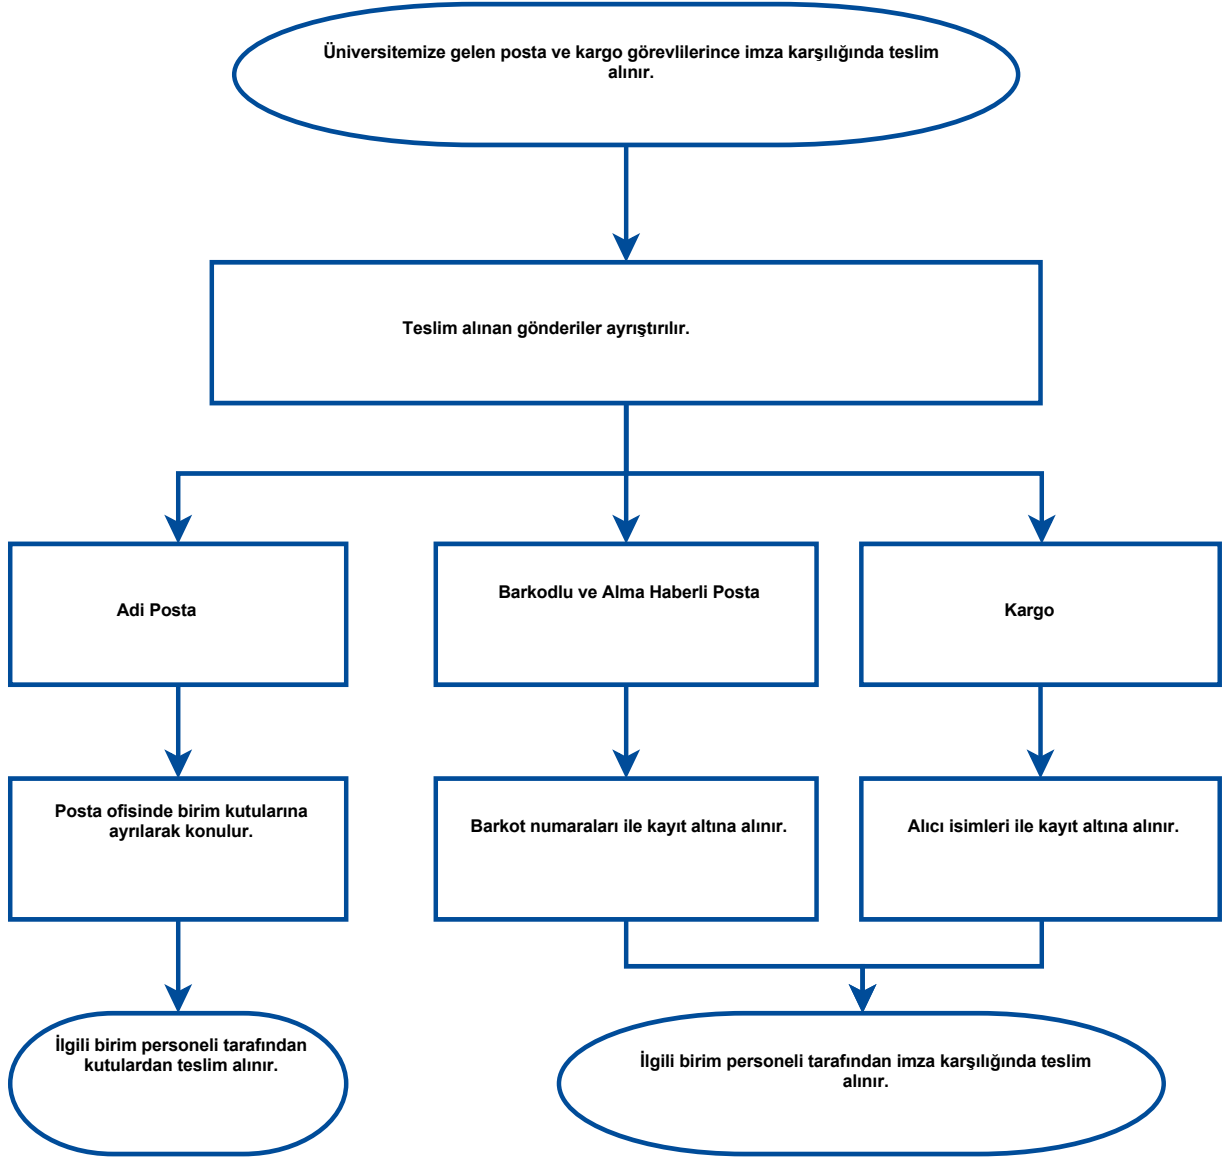 Üniversitemize gelen posta ve kargo görevlilerince imza karşılığında teslim
alınır.
Teslim alınan gönderiler ayrıştırılır.
Adi Posta
Barkodlu ve Alma Haberli Posta
Kargo
Posta ofisinde birim kutularına
ayrılarak konulur.
Barkot numaraları ile kayıt altına alınır.
Alıcı isimleri ile kayıt altına alınır.
İlgili birim personeli tarafından
kutulardan teslim alınır.
İlgili birim personeli tarafından imza karşılığında teslim
alınır.